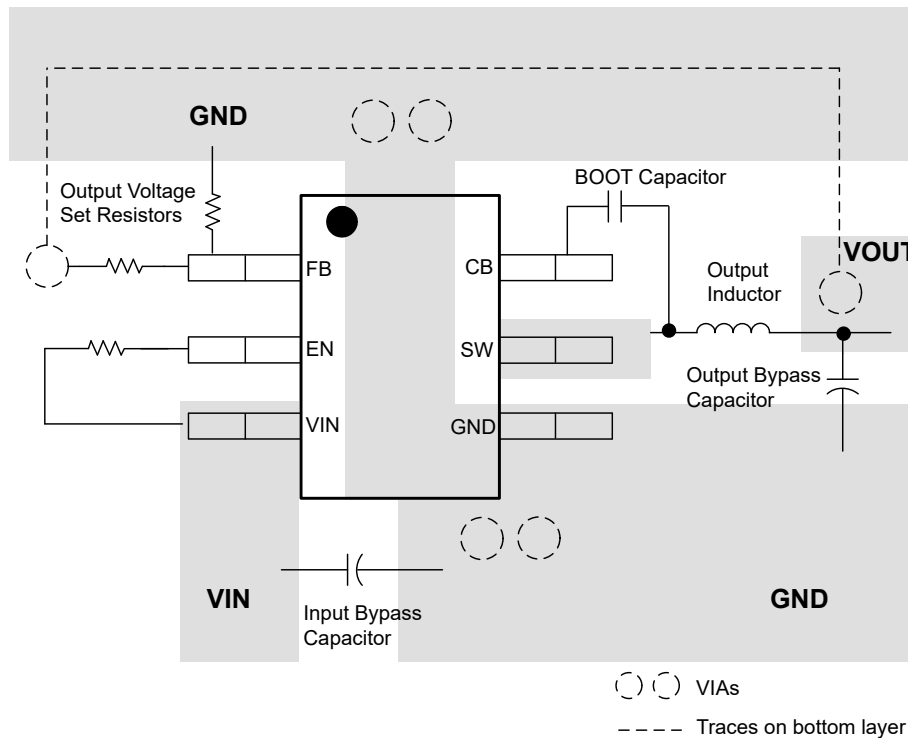 GND
Output Voltage
Set Resistors
BOOT Capacitor
FB
CB
Output
Inductor
VOUT
EN
SW
Output Bypass
Capacitor
VIN
GND
VIN
Input Bypass
Capacitor
GND
VIAs
Traces on bottom layer